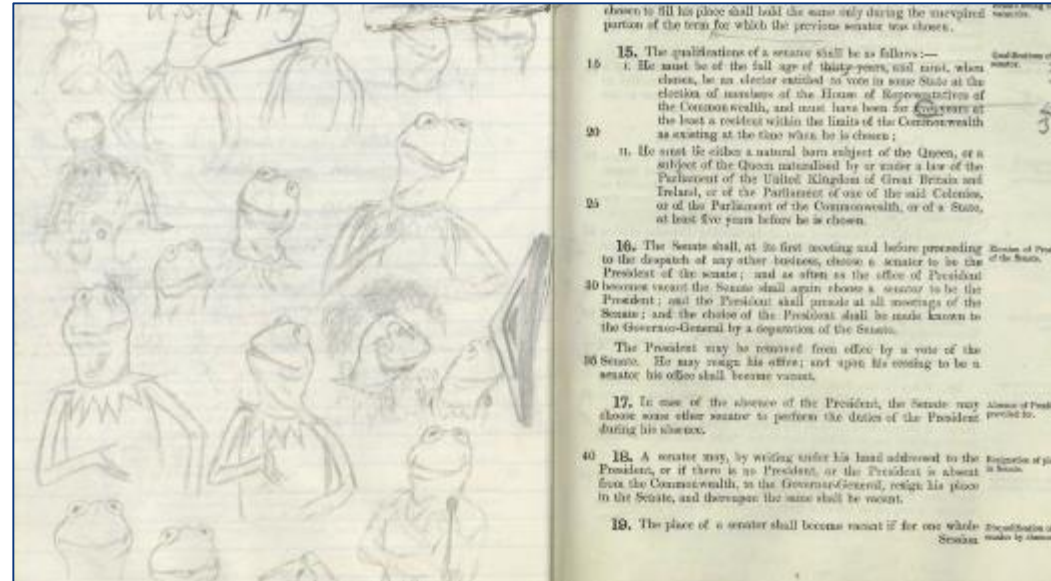 chosen to fill his place shall hold the same only during the unexpired
portion of the term for which the previous senator was chosen.
15. The qualifications of a senator shall be as follows:—
Qualifications of
senator.
15 I. He must be of the full age of thirty years, and must, when
chosen, be an elector entitled to vote in some State at the
election of members of the House of Representatives of
the Commonwealth, and must have been for five years at
the least a resident within the limits of the Commonwealth
20 as existing at the time when he is chosen;
II. He must be either a natural born subject of the Queen, or a
subject of the Queen naturalised by or under a law of the
Parliament of the United Kingdom of Great Britain and
Ireland, or of the Parliament of one of the said Colonies,
25 or of the Parliament of the Commonwealth, or of a State,
at least five years before he is chosen.
16. The Senate shall, at its first meeting and before proceeding
Election of
of the Senate.
to the despatch of any other business, choose a senator to be the
President of the senate; and as often as the office of President
30 becomes vacant the Senate shall again choose a senator to be the
President; and the President shall preside at all meetings of the
Senate; and the choice of the President shall be made known to
the Governor-General by a deputation of the Senate.
The President may be removed from office by a vote of the
35 Senate. He may resign his office; and upon his ceasing to be a
senator his office shall become vacant.
17. In case of the absence of the President, the Senate may
Absence of
provided for.
choose some other senator to perform the duties of the President
during his absence.
40 18. A senator may, by writing under his hand addressed to the
Resignation of
in Senate.
President, or if there is no President, or the President is absent
from the Commonwealth, to the Governor-General, resign his place
in the Senate, and thereupon the same shall be vacant.
19. The place of a senator shall become vacant if for one whole
Disqualification of
senator by
Session